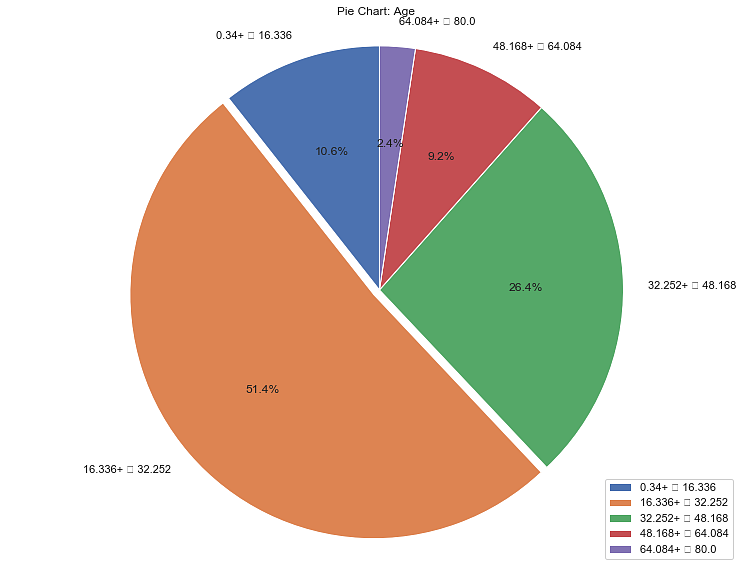 Pie Chart: Age
64.084+ □ 80.0
0.34+ □ 16.336
48.168+ □ 64.084
10.6%
2.4%
9.2%
26.4%
32.252+ □ 48.168
51.4%
16.336+ □ 32.252
0.34+ □ 16.336
16.336+ □ 32.252
32.252+ □ 48.168
48.168+ □ 64.084
64.084+ □ 80.0